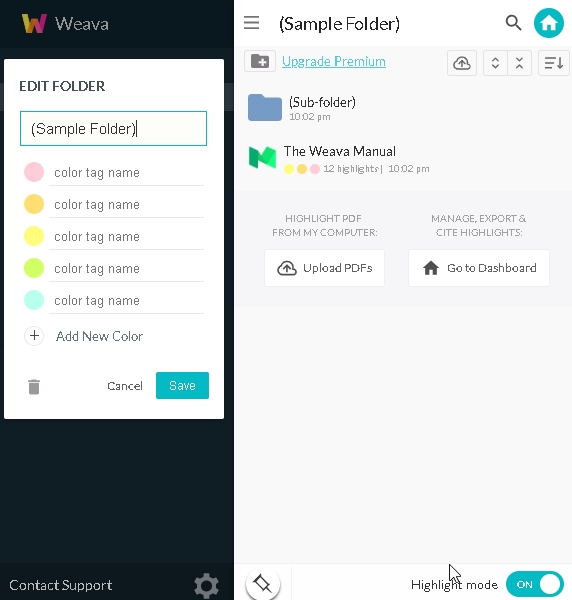 Weava
EDIT FOLDER
(Sample Folder)
color tag name
color tag name
color tag name
color tag name
color tag name
Add New Color
Cancel
Save
Contact Support
(Sample Folder)
Upgrade Premium
(Sub-folder)
10:02 pm
The Weava Manual
12 highlights | 10:02 pm
HIGHLIGHT PDF
FROM MY COMPUTER:
Upload PDFs
MANAGE, EXPORT &
CITE HIGHLIGHTS:
Go to Dashboard
Highlight mode
ON